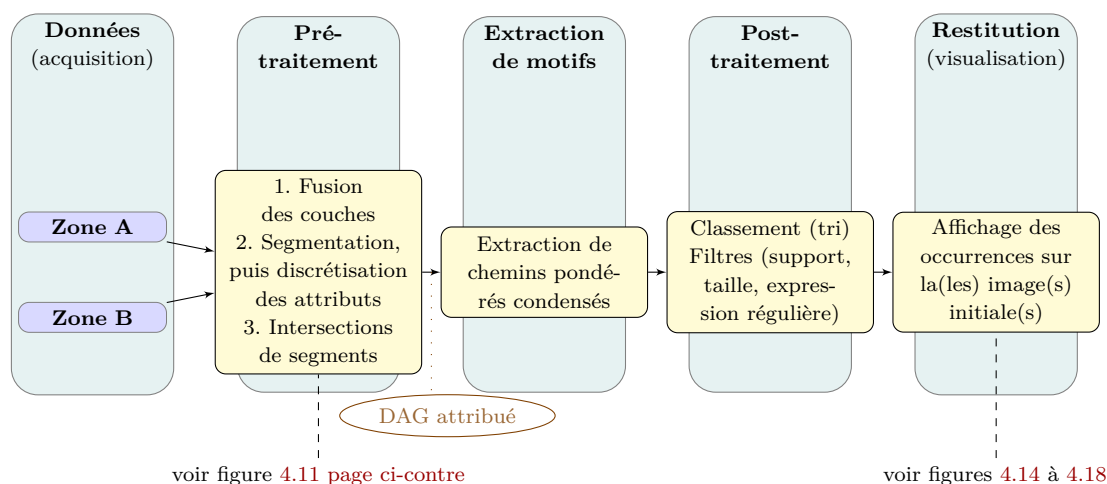 Données
(acquisition)
Pré-
traitement
Extraction
de motifs
Post-
traitement
Restitution
(visualisation)
Zone A
Zone B
1. Fusion
des couches
2. Segmentation,
puis discrétisation
des attributs
3. Intersections
de segments
Extraction de
chemins pondé-
rés condensés
Classement (tri)
Filtres (support,
taille, expres-
sion régulière)
Affichage des
occurrences sur
la(les) image(s)
initiale(s)
DAG attribué
voir figure 4.11 page ci-contre
voir figures 4.14 à 4.18